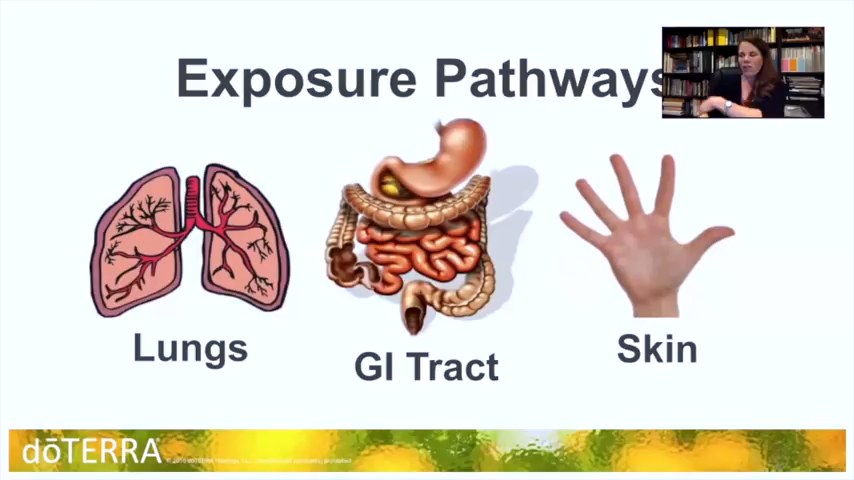 Exposure Pathways
Lungs
GI Tract
Skin
dōTERRA